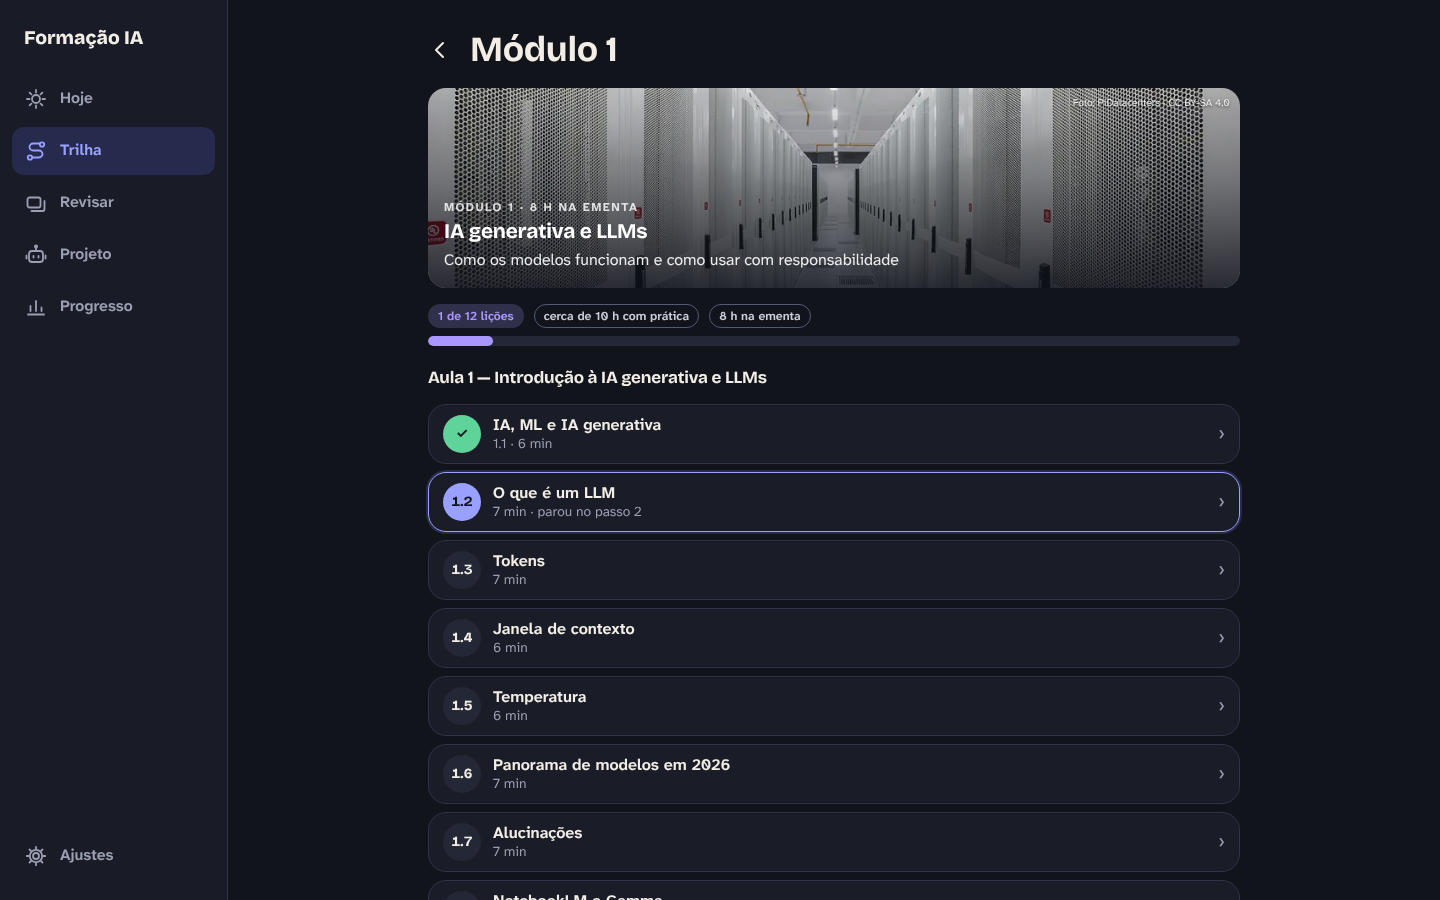 Formação IA
Hoje
Trilha
Revisar
Projeto
Progresso
Ajustes
Módulo 1
Foto: PiDatacenters · CC BY-SA 4.0
MÓDULO 1 · 8 H NA EMENTA
IA generativa e LLMs
Como os modelos funcionam e como usar com responsabilidade
1 de 12 lições
cerca de 10 h com prática
8 h na ementa
Aula 1 — Introdução à IA generativa e LLMs
IA, ML e IA generativa
1.1 · 6 min
1.2
O que é um LLM
7 min · parou no passo 2
1.3
Tokens
7 min
1.4
Janela de contexto
6 min
1.5
Temperatura
6 min
1.6
Panorama de modelos em 2026
7 min
1.7
Alucinações
7 min
NotebookLM e Gamma